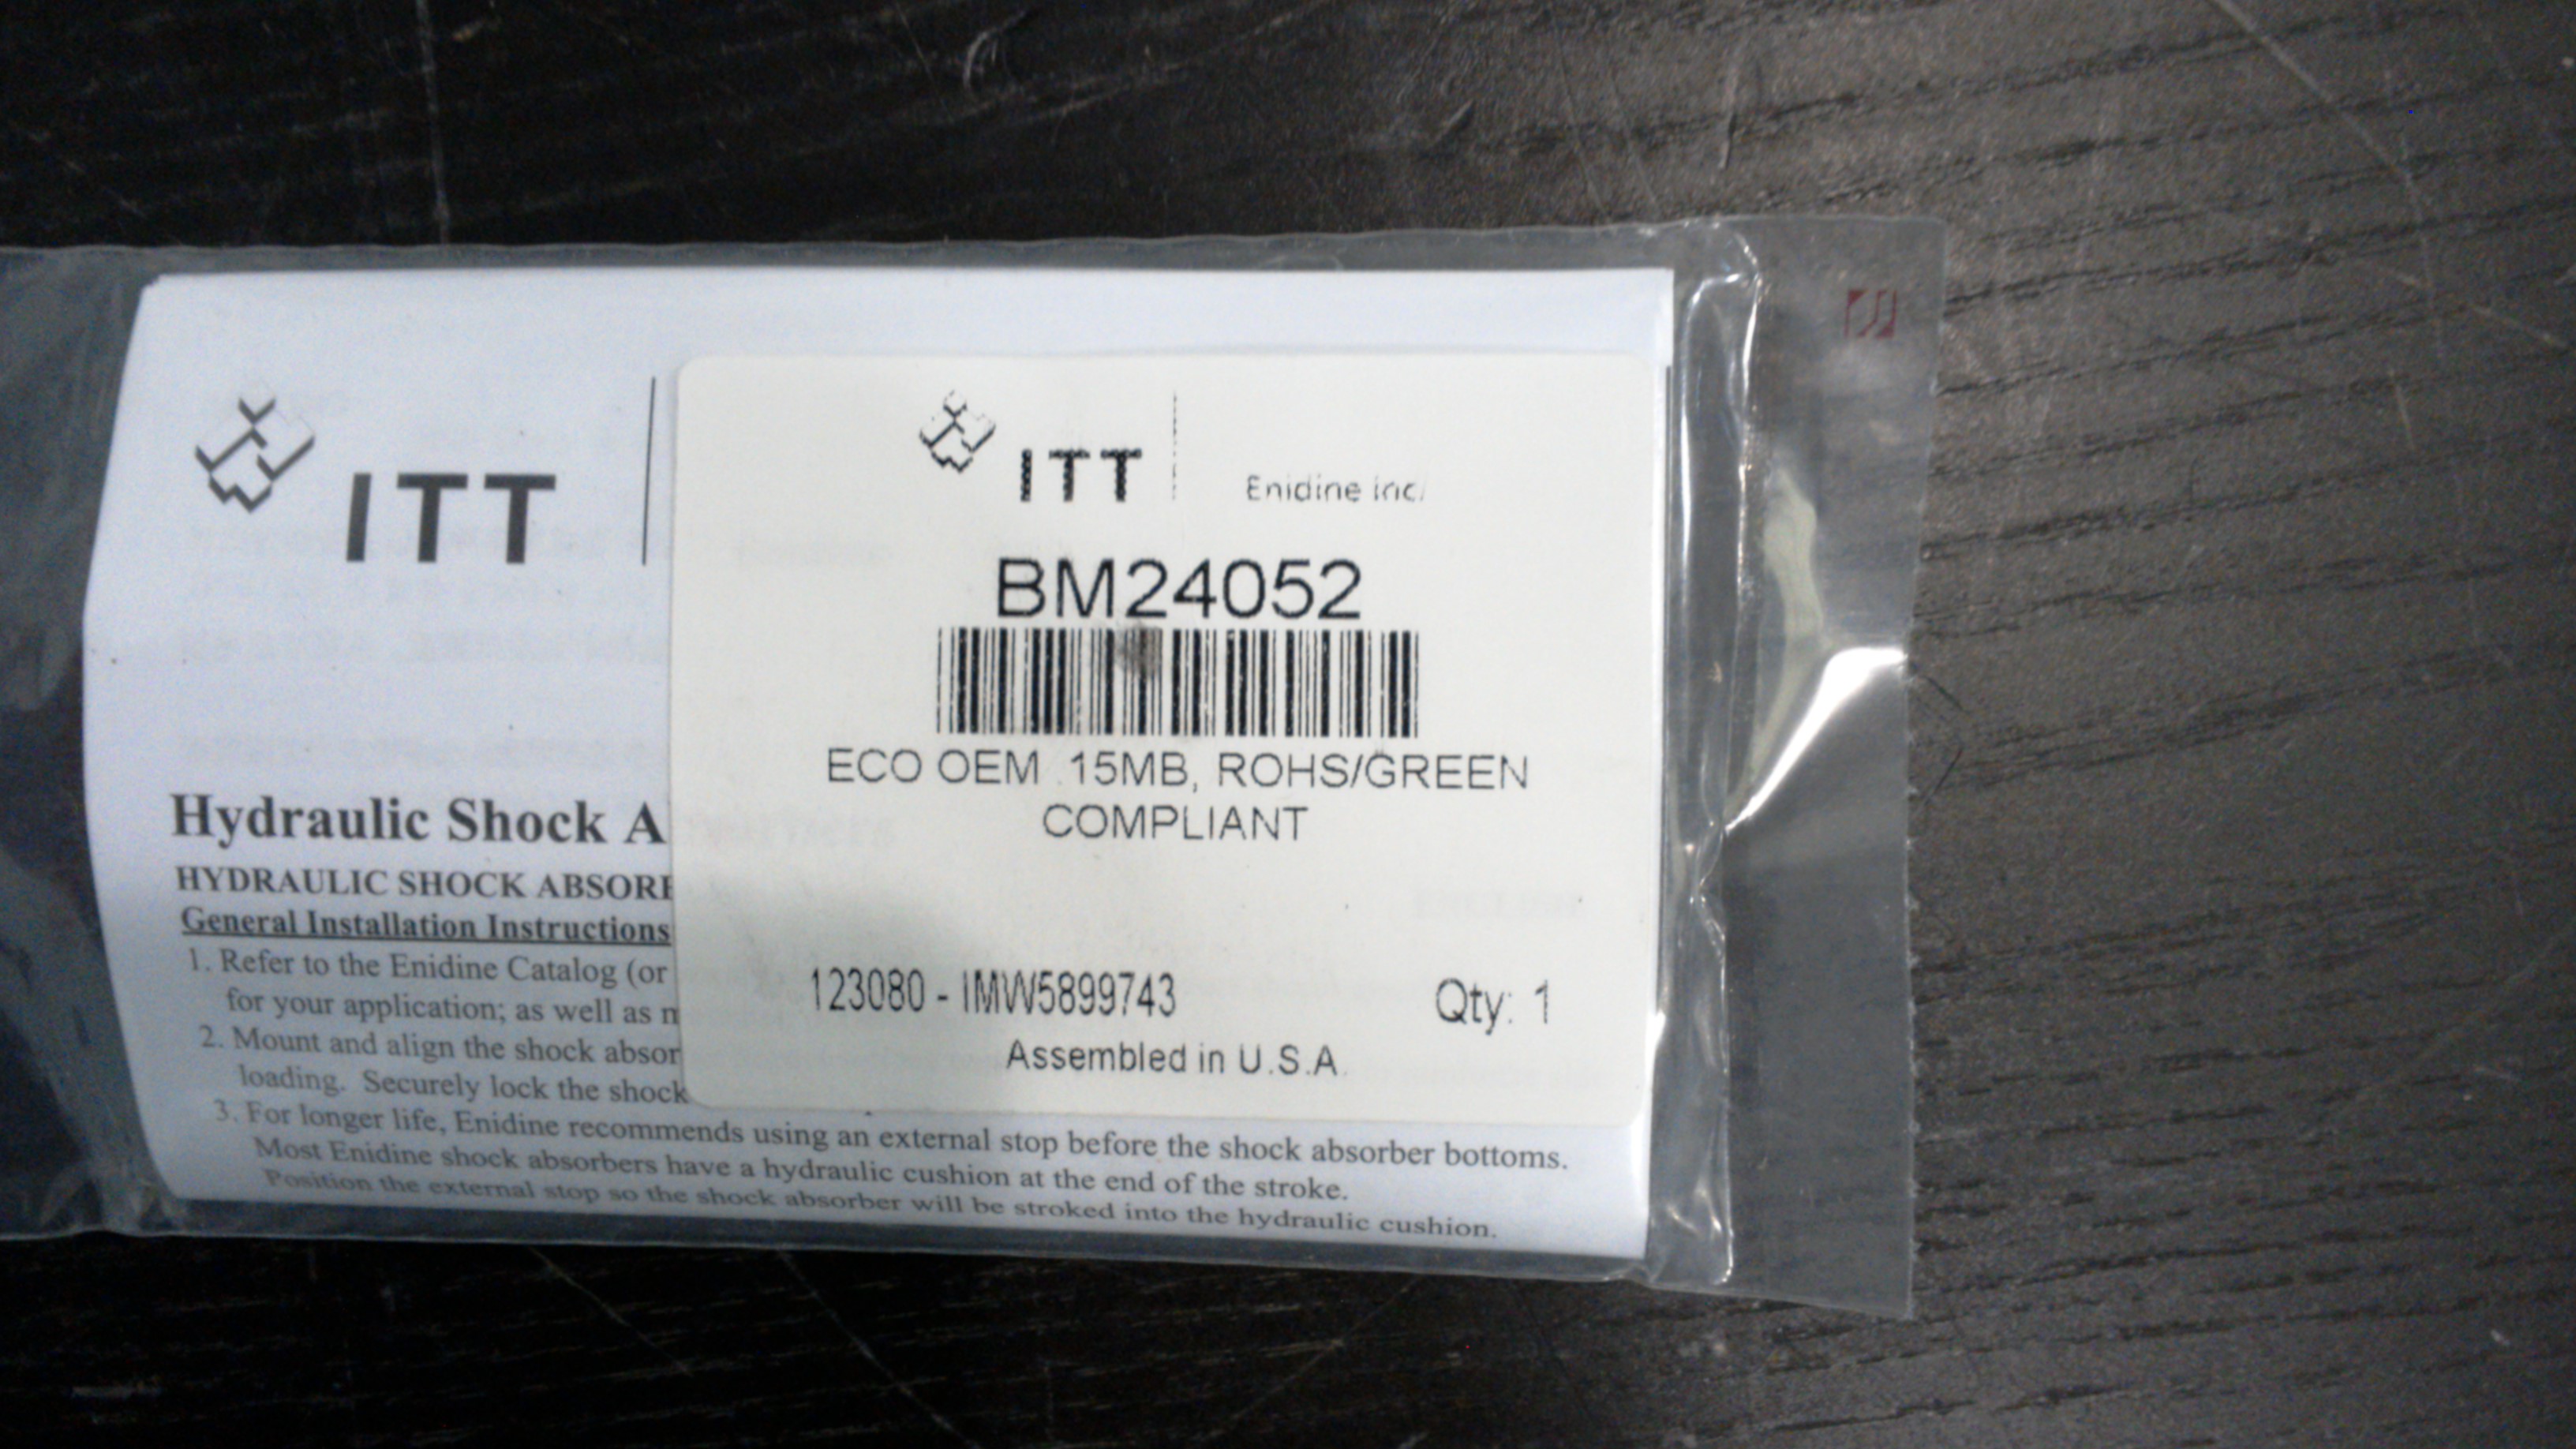 ITT
ITT
Enidine Inc.
BM24052
ECO OEM .15MB, ROHS/GREEN
COMPLIANT
123080 - IMW5899743
Qty: 1
Assembled in U.S.A.
Hydraulic Shock A
HYDRAULIC SHOCK ABSORB
General Installation Instructions
1. Refer to the Enidine Catalog (or
for your application; as well as
2. Mount and align the shock absor
loading. Securely lock the shock
3. For longer life, Enidine recommends using an external stop before the shock absorber bottoms.
Most Enidine shock absorbers have a hydraulic cushion at the end of the stroke.
Position the external stop so the shock absorber will be stroked into the hydraulic cushion.